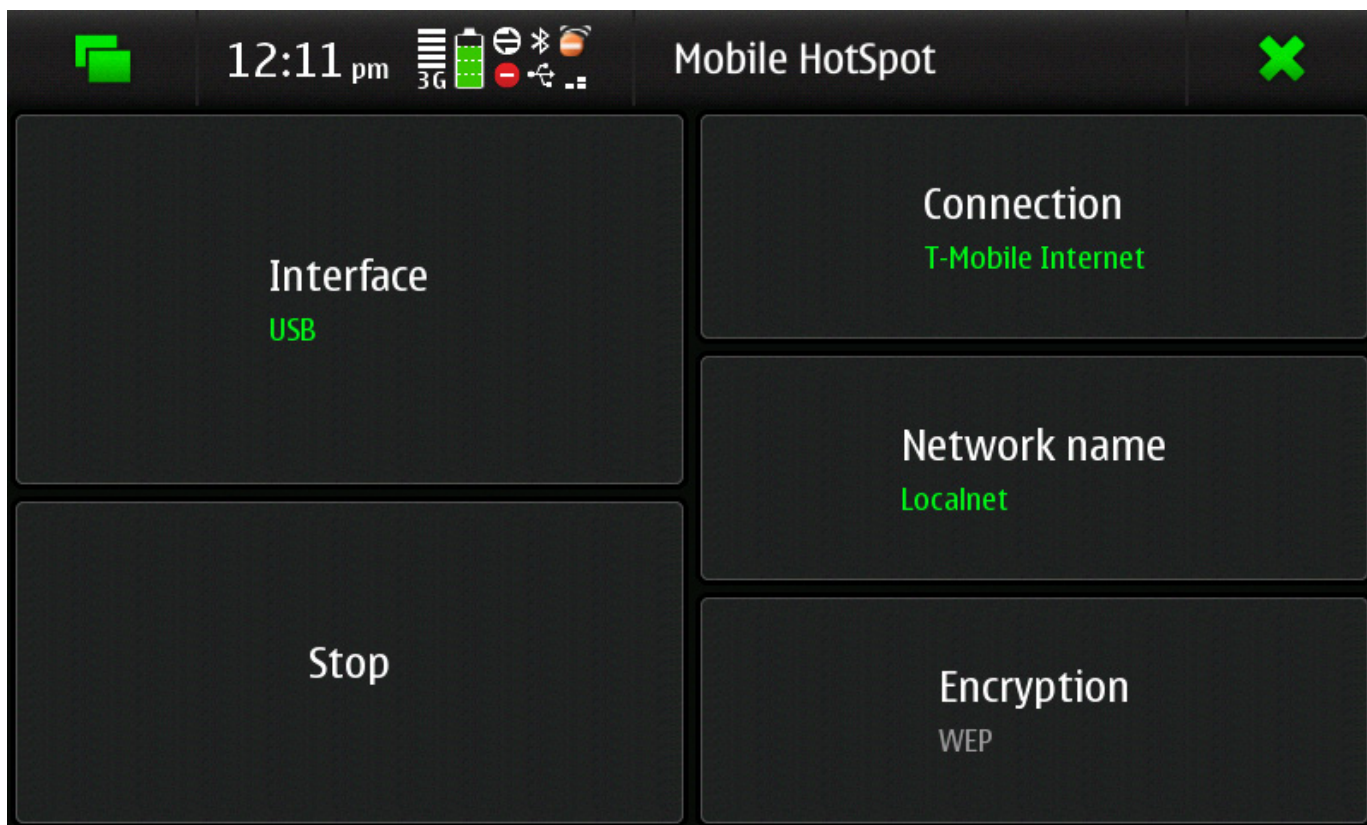 12:11 pm
3G
Mobile HotSpot
Interface
USB
Stop
Connection
T-Mobile Internet
Network name
Localnet
Encryption
WEP